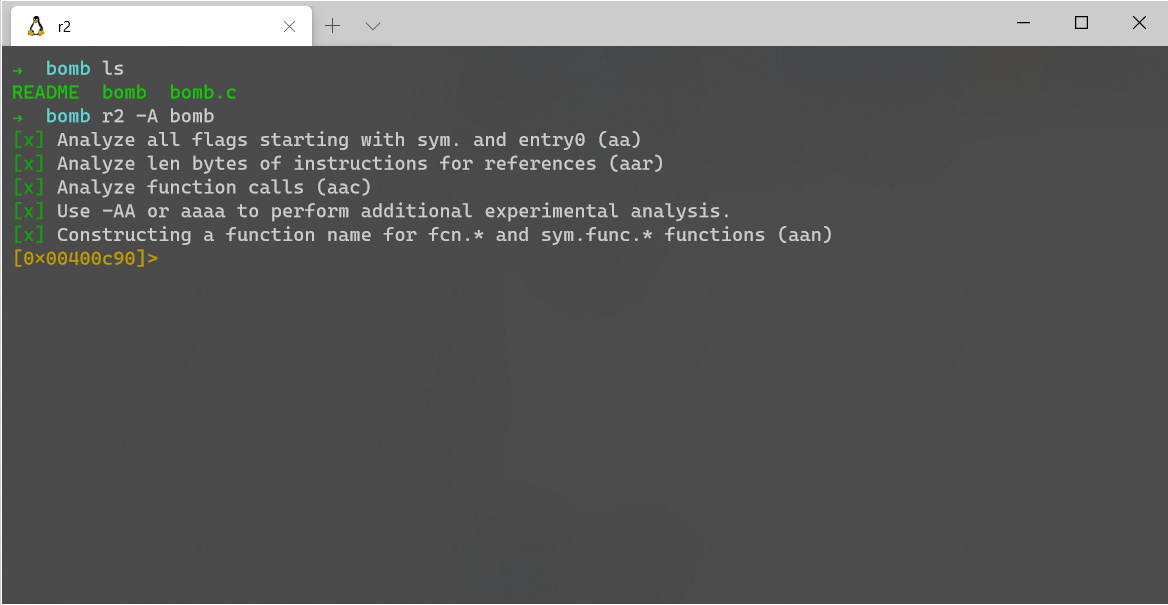 r2
→ bomb ls
README bomb bomb.c
→ bomb r2 -A bomb
[x] Analyze all flags starting with sym. and entry0 (aa)
[x] Analyze len bytes of instructions for references (aar)
[x] Analyze function calls (aac)
[x] Use -AA or aaaa to perform additional experimental analysis.
[x] Constructing a function name for fcn.* and sym.func.* functions (aan)
[0×00400c90]>